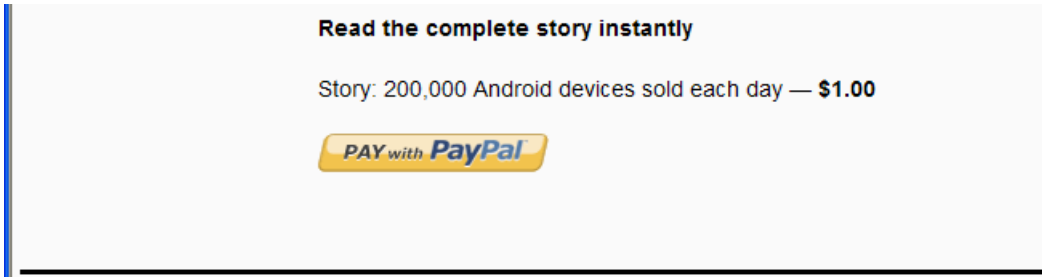 Read the complete story instantly
Story: 200,000 Android devices sold each day — $1.00
PAY with PayPal